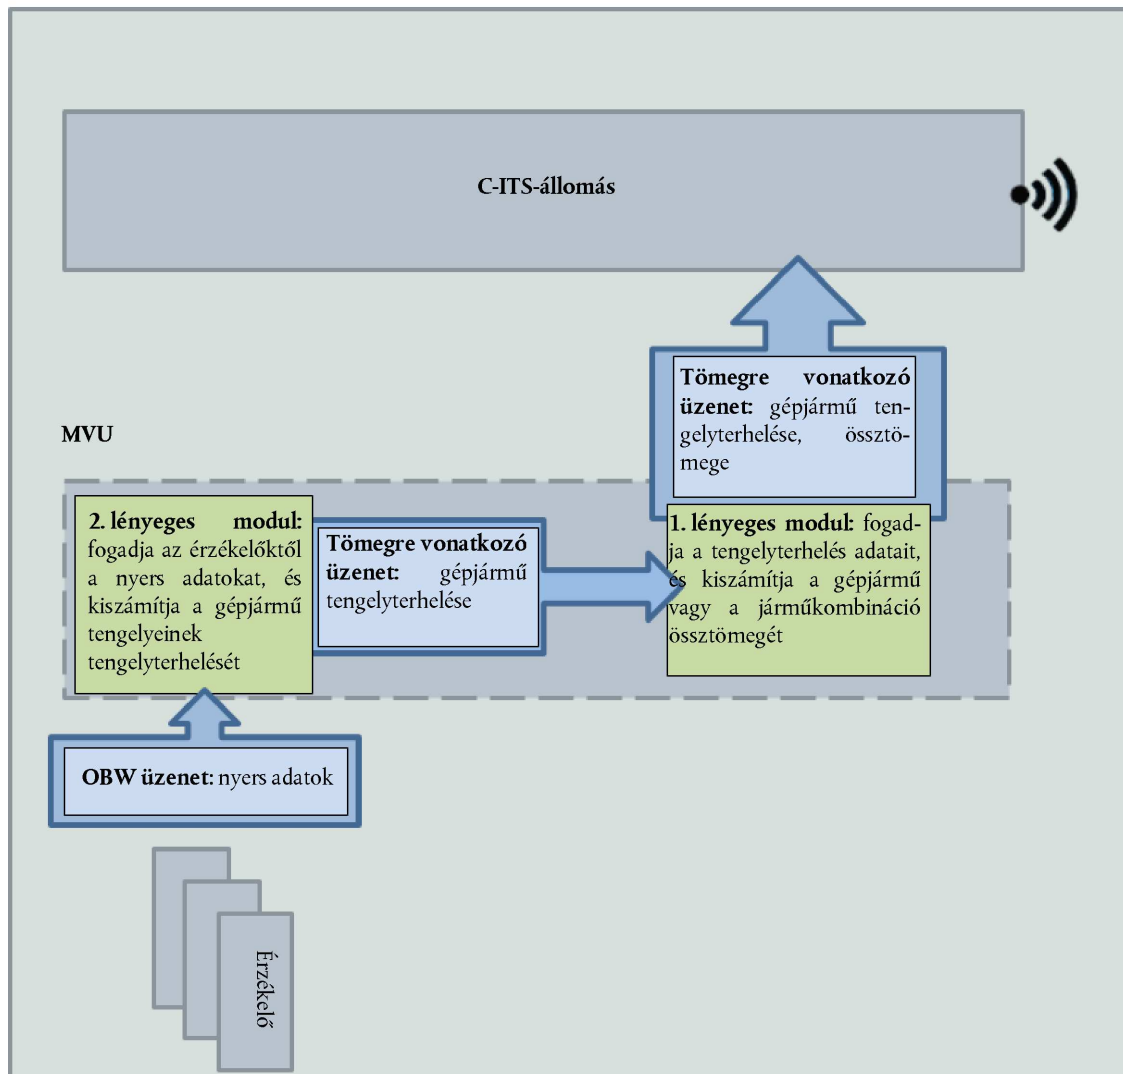 C-ITS-állomás
Tömegre vonatkozó
üzenet: gépjármű ten-
gelyterhelése, össztö-
mege
MVU
2. lényeges modul:
fogadja az érzékelőktől
a nyers adatokat, és
kiszámítja a gépjármű
tengelyeinek
tengelyterhelését
Tömegre vonatkozó
üzenet: gépjármű
tengelyterhelése
1. lényeges modul: fogad-
ja a tengelyterhelés adatait,
és kiszámítja a gépjármű
vagy a járműkombináció
össztömegét
OBW üzenet: nyers adatok
Érzékelő